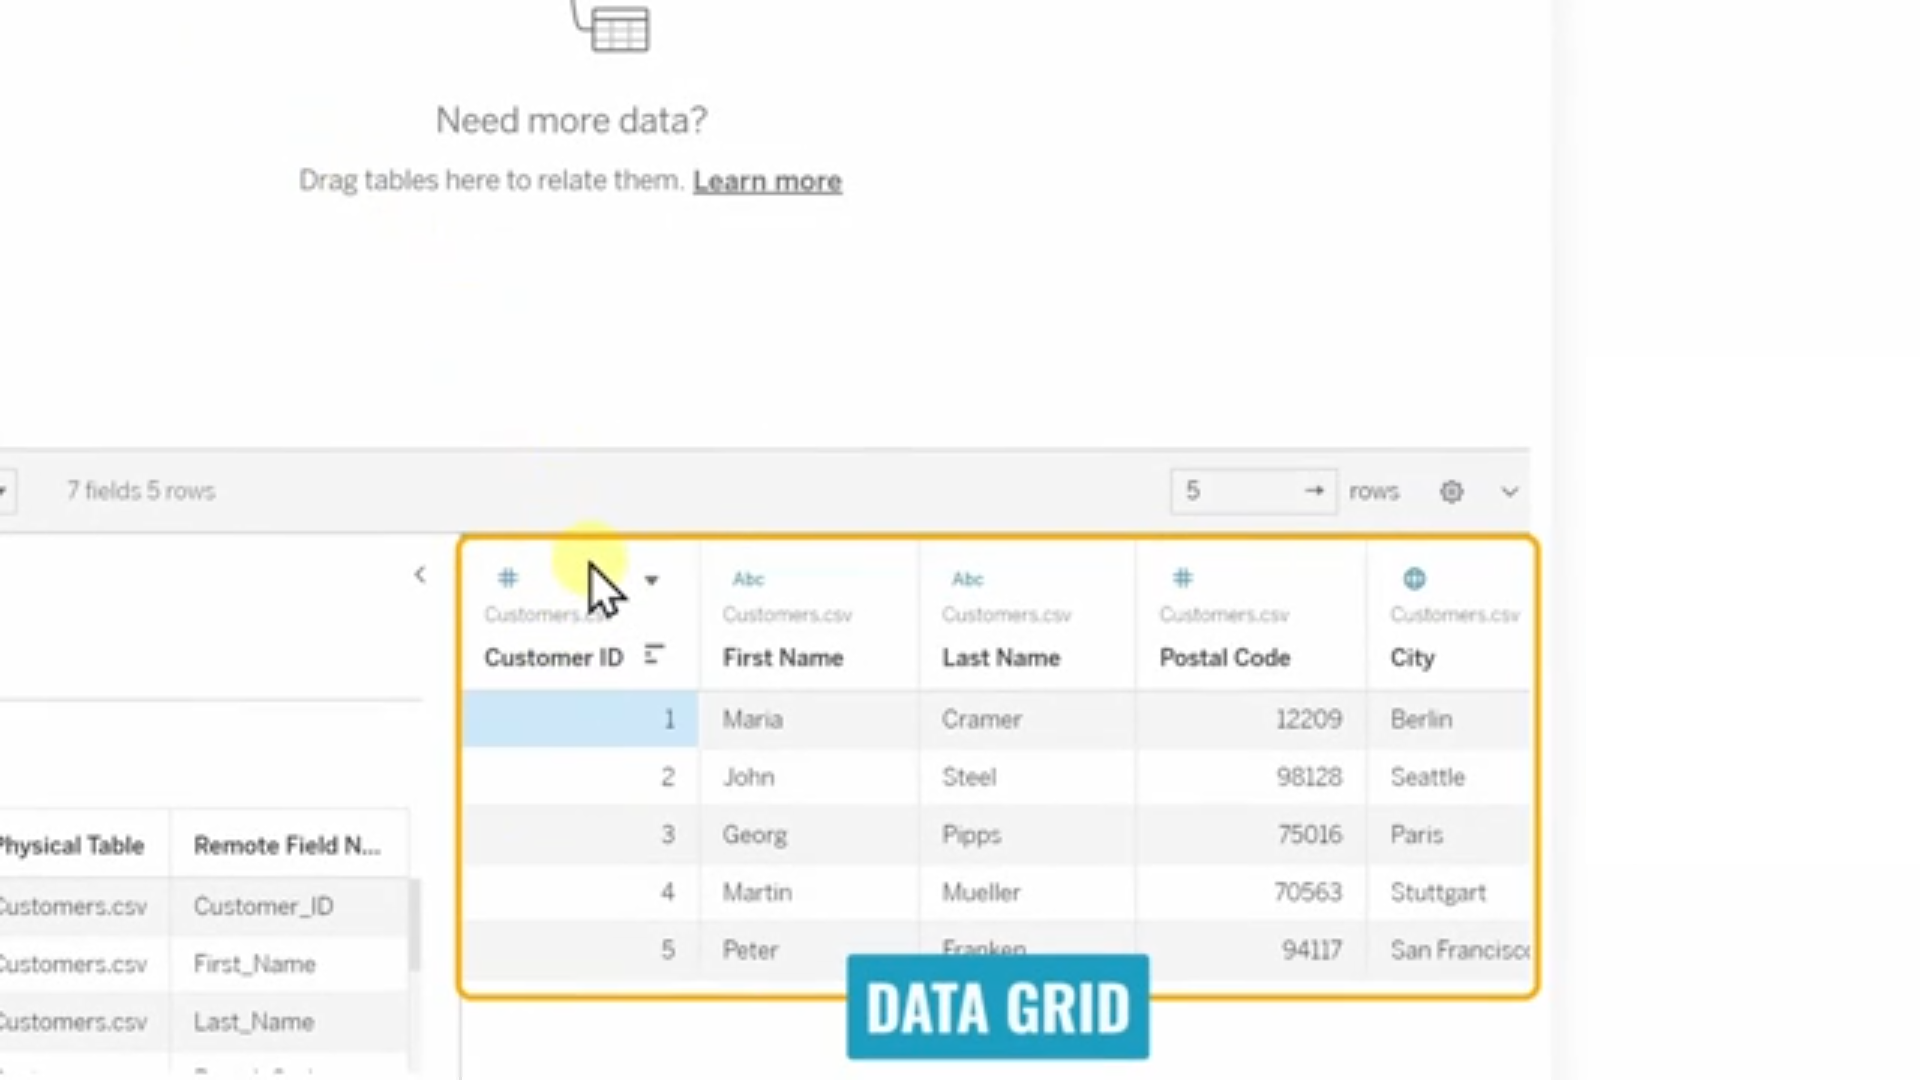 Need more data?
Drag tables here to relate them. Learn more
7 fields 5 rows
5 → rows
# Abc Abc #
Customers.csv Customers.csv Customers.csv Customers.csv
Customer ID First Name Last Name Postal Code City
1 Maria Cramer 12209 Berlin
2 John Steel 98128 Seattle
3 Georg Pipps 75016 Paris
4 Martin Mueller 70563 Stuttgart
5 Peter Franken 94117 San Francisco
Physical Table Remote Field N...
Customers.csv Customer_ID
Customers.csv First_Name
Customers.csv Last_Name
DATA GRID